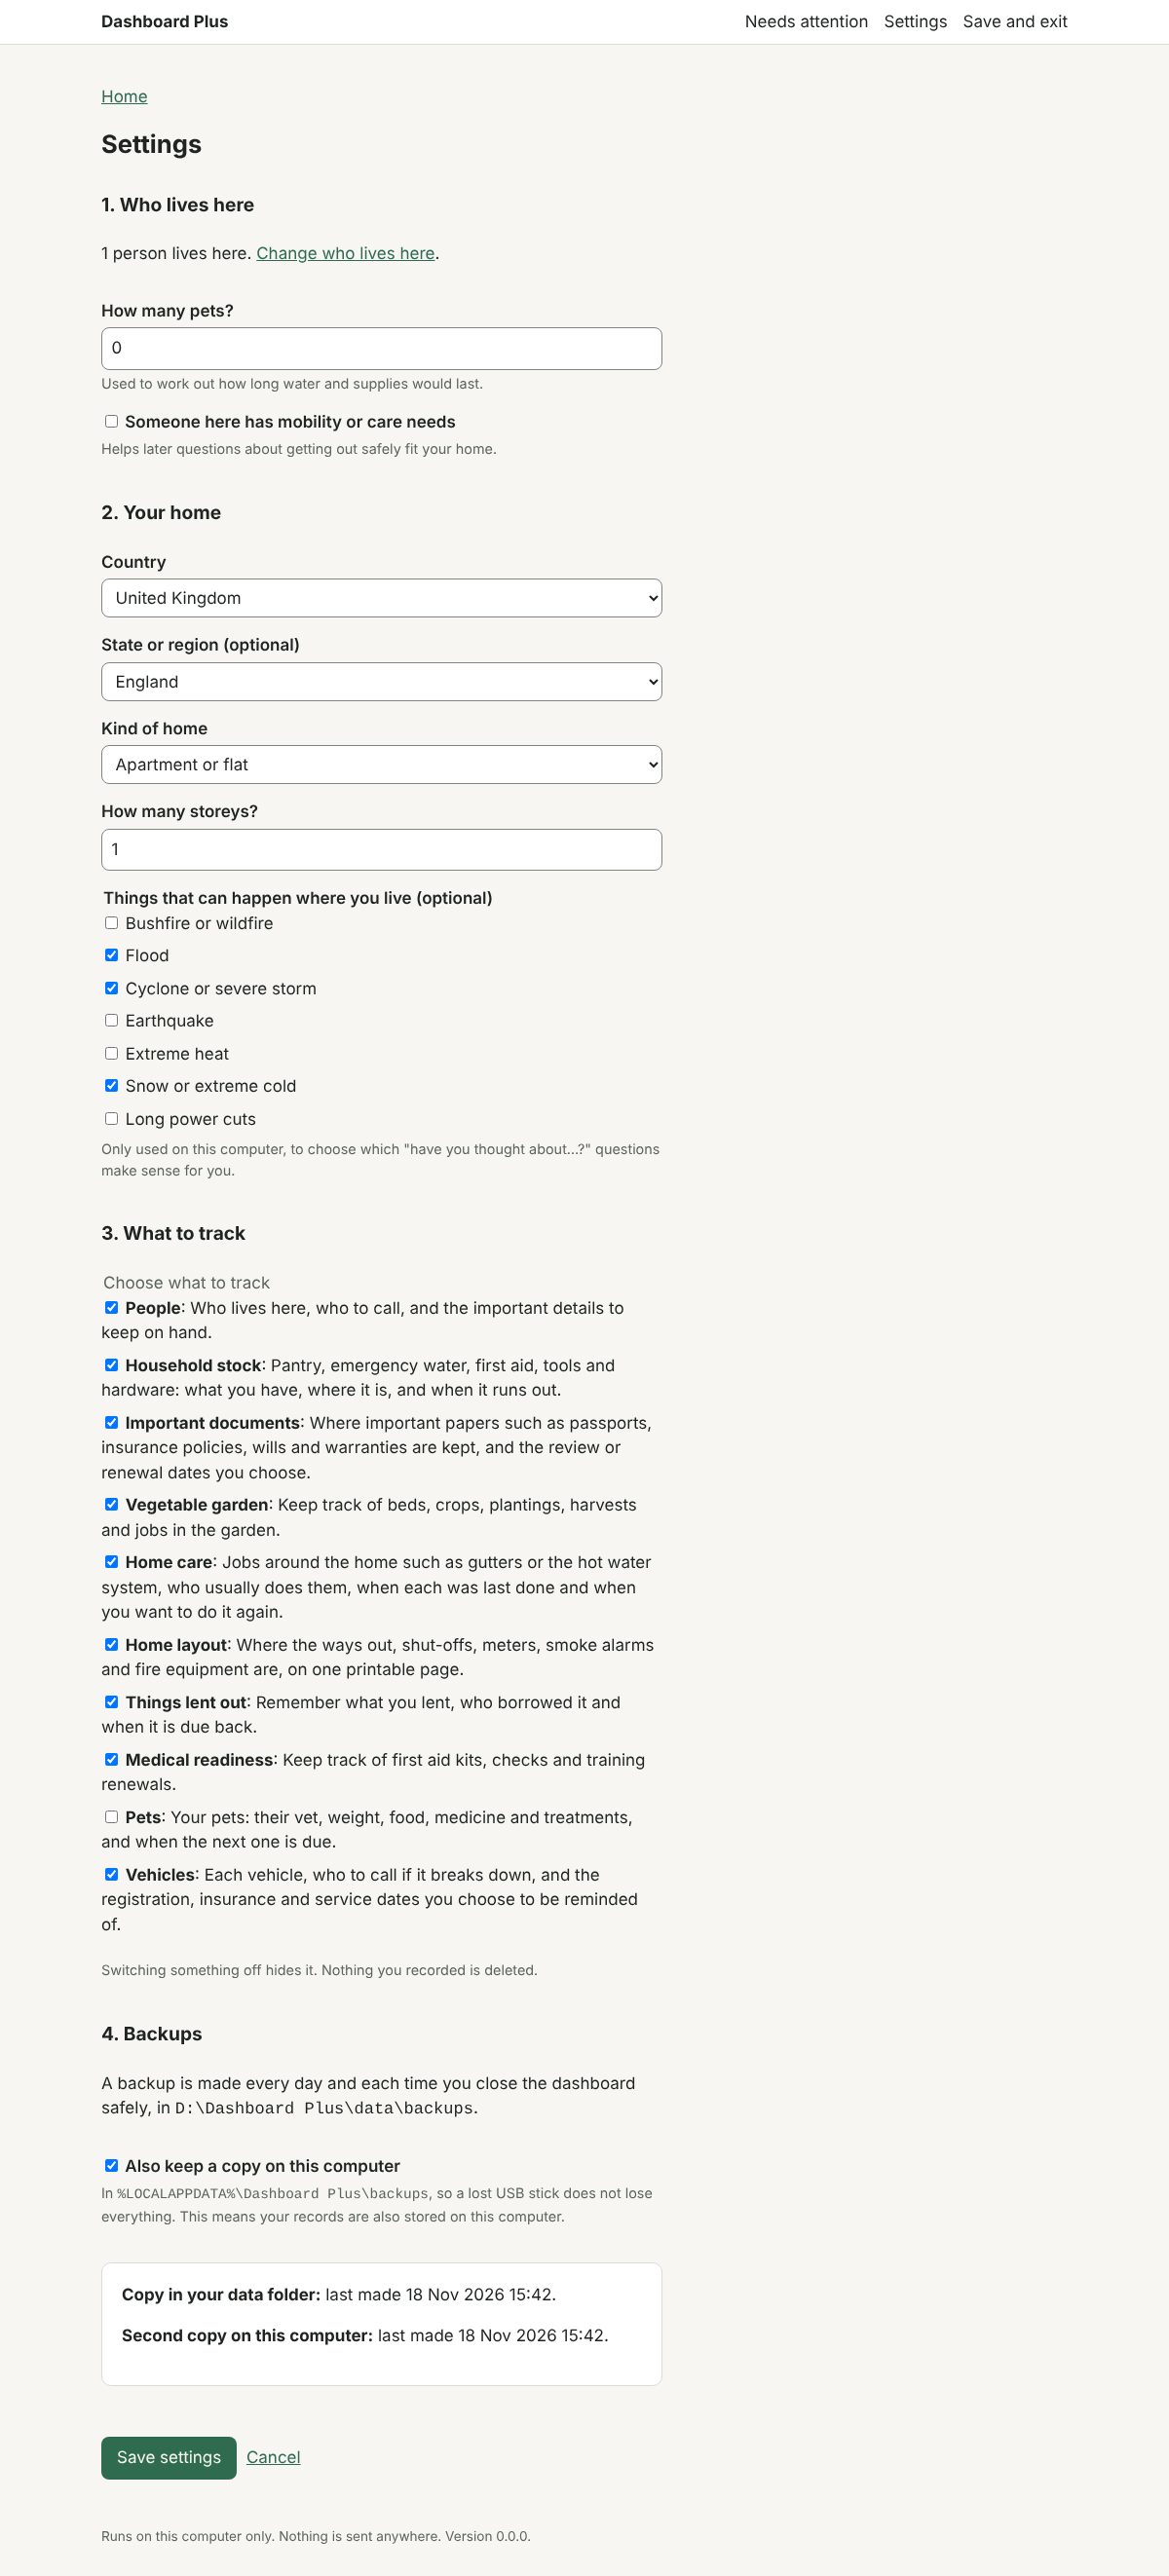 Dashboard Plus
Needs attention Settings Save and exit
Home
Settings
1. Who lives here
1 person lives here. Change who lives here.
How many pets?
0
Used to work out how long water and supplies would last.
Someone here has mobility or care needs
Helps later questions about getting out safely fit your home.
2. Your home
Country
United Kingdom
State or region (optional)
England
Kind of home
Apartment or flat
How many storeys?
1
Things that can happen where you live (optional)
Bushfire or wildfire
Flood
Cyclone or severe storm
Earthquake
Extreme heat
Snow or extreme cold
Long power cuts
Only used on this computer, to choose which "have you thought about...?" questions
make sense for you.
3. What to track
Choose what to track
People: Who lives here, who to call, and the important details to
keep on hand.
Household stock: Pantry, emergency water, first aid, tools and
hardware: what you have, where it is, and when it runs out.
Important documents: Where important papers such as passports,
insurance policies, wills and warranties are kept, and the review or
renewal dates you choose.
Vegetable garden: Keep track of beds, crops, plantings, harvests
and jobs in the garden.
Home care: Jobs around the home such as gutters or the hot water
system, who usually does them, when each was last done and when
you want to do it again.
Home layout: Where the ways out, shut-offs, meters, smoke alarms
and fire equipment are, on one printable page.
Things lent out: Remember what you lent, who borrowed it and
when it is due back.
Medical readiness: Keep track of first aid kits, checks and training
renewals.
Pets: Your pets: their vet, weight, food, medicine and treatments,
and when the next one is due.
Vehicles: Each vehicle, who to call if it breaks down, and the
registration, insurance and service dates you choose to be reminded
of.
Switching something off hides it. Nothing you recorded is deleted.
4. Backups
A backup is made every day and each time you close the dashboard
safely, in D:\Dashboard Plus\data\backups.
Also keep a copy on this computer
In %LOCALAPPDATA%\Dashboard Plus\backups, so a lost USB stick does not lose
everything. This means your records are also stored on this computer.
Copy in your data folder: last made 18 Nov 2026 15:42.
Second copy on this computer: last made 18 Nov 2026 15:42.
Save settings Cancel
Runs on this computer only. Nothing is sent anywhere. Version 0.0.0.